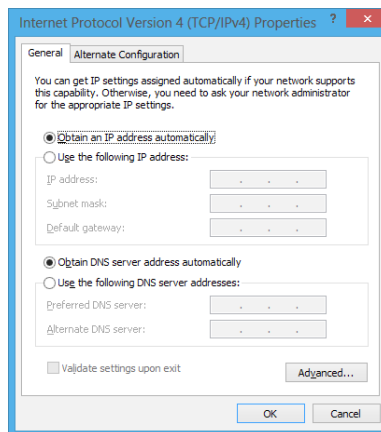 Internet Protocol Version 4 (TCP/IPv4) Properties ? ×
General Alternate Configuration
You can get IP settings assigned automatically if your network supports
this capability. Otherwise, you need to ask your network administrator
for the appropriate IP settings.
Obtain an IP address automatically
Use the following IP address:
IP address: . . .
Subnet mask: . . .
Default gateway: . . .
Obtain DNS server address automatically
Use the following DNS server addresses:
Preferred DNS server: . . .
Alternate DNS server: . . .
Validate settings upon exit
Advanced...
OK Cancel